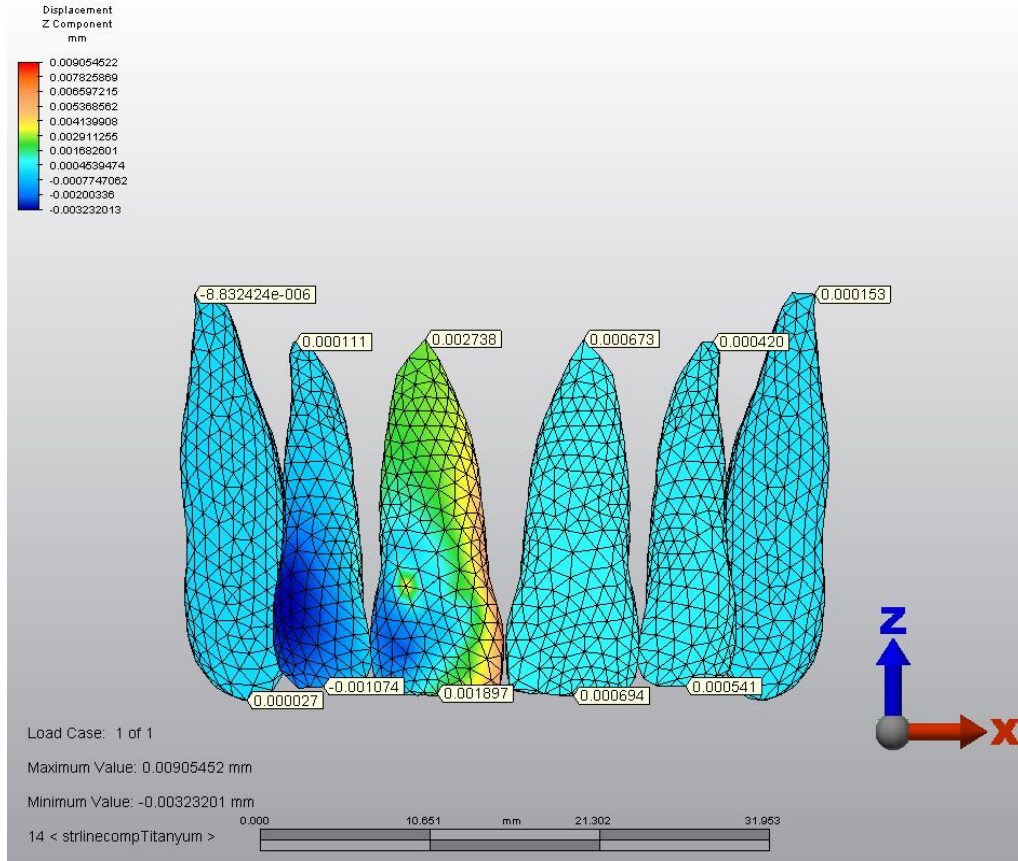 Displacement
Z Component
mm
0.009054522
0.007825869
0.006597215
0.005368562
0.004139908
0.002911255
0.001682601
0.0004539474
-0.0007747062
-0.00200336
-0.003232013
-8.832424e-006
0.000153
0.000111
0.002738
0.000673
0.000420
0.000027
-0.001074
0.001897
0.000694
0.000541
Z
X
Load Case: 1 of 1
Maximum Value: 0.00905452 mm
Minimum Value: -0.00323201 mm
0.000 10.651 mm 21.302 31.953
14 < strlinecompTitanyum >